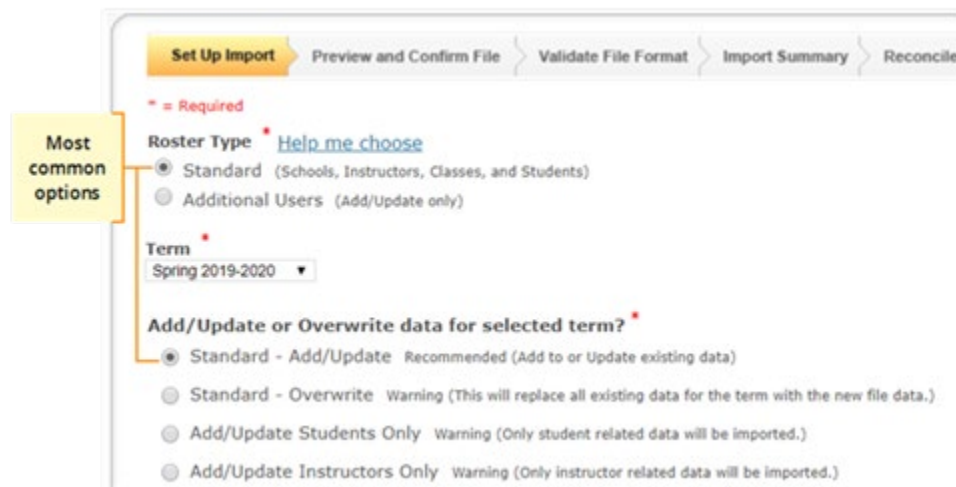 Set Up Import Preview and Confirm File Validate File Format Import Summary Reconcile
* = Required
Most common options
Roster Type * Help me choose
Standard (Schools, Instructors, Classes, and Students)
Additional Users (Add/Update only)
Term *
Spring 2019-2020
Add/Update or Overwrite data for selected term? *
Standard - Add/Update Recommended (Add to or Update existing data)
Standard - Overwrite Warning (This will replace all existing data for the term with the new file data.)
Add/Update Students Only Warning (Only student related data will be imported.)
Add/Update Instructors Only Warning (Only instructor related data will be imported.)